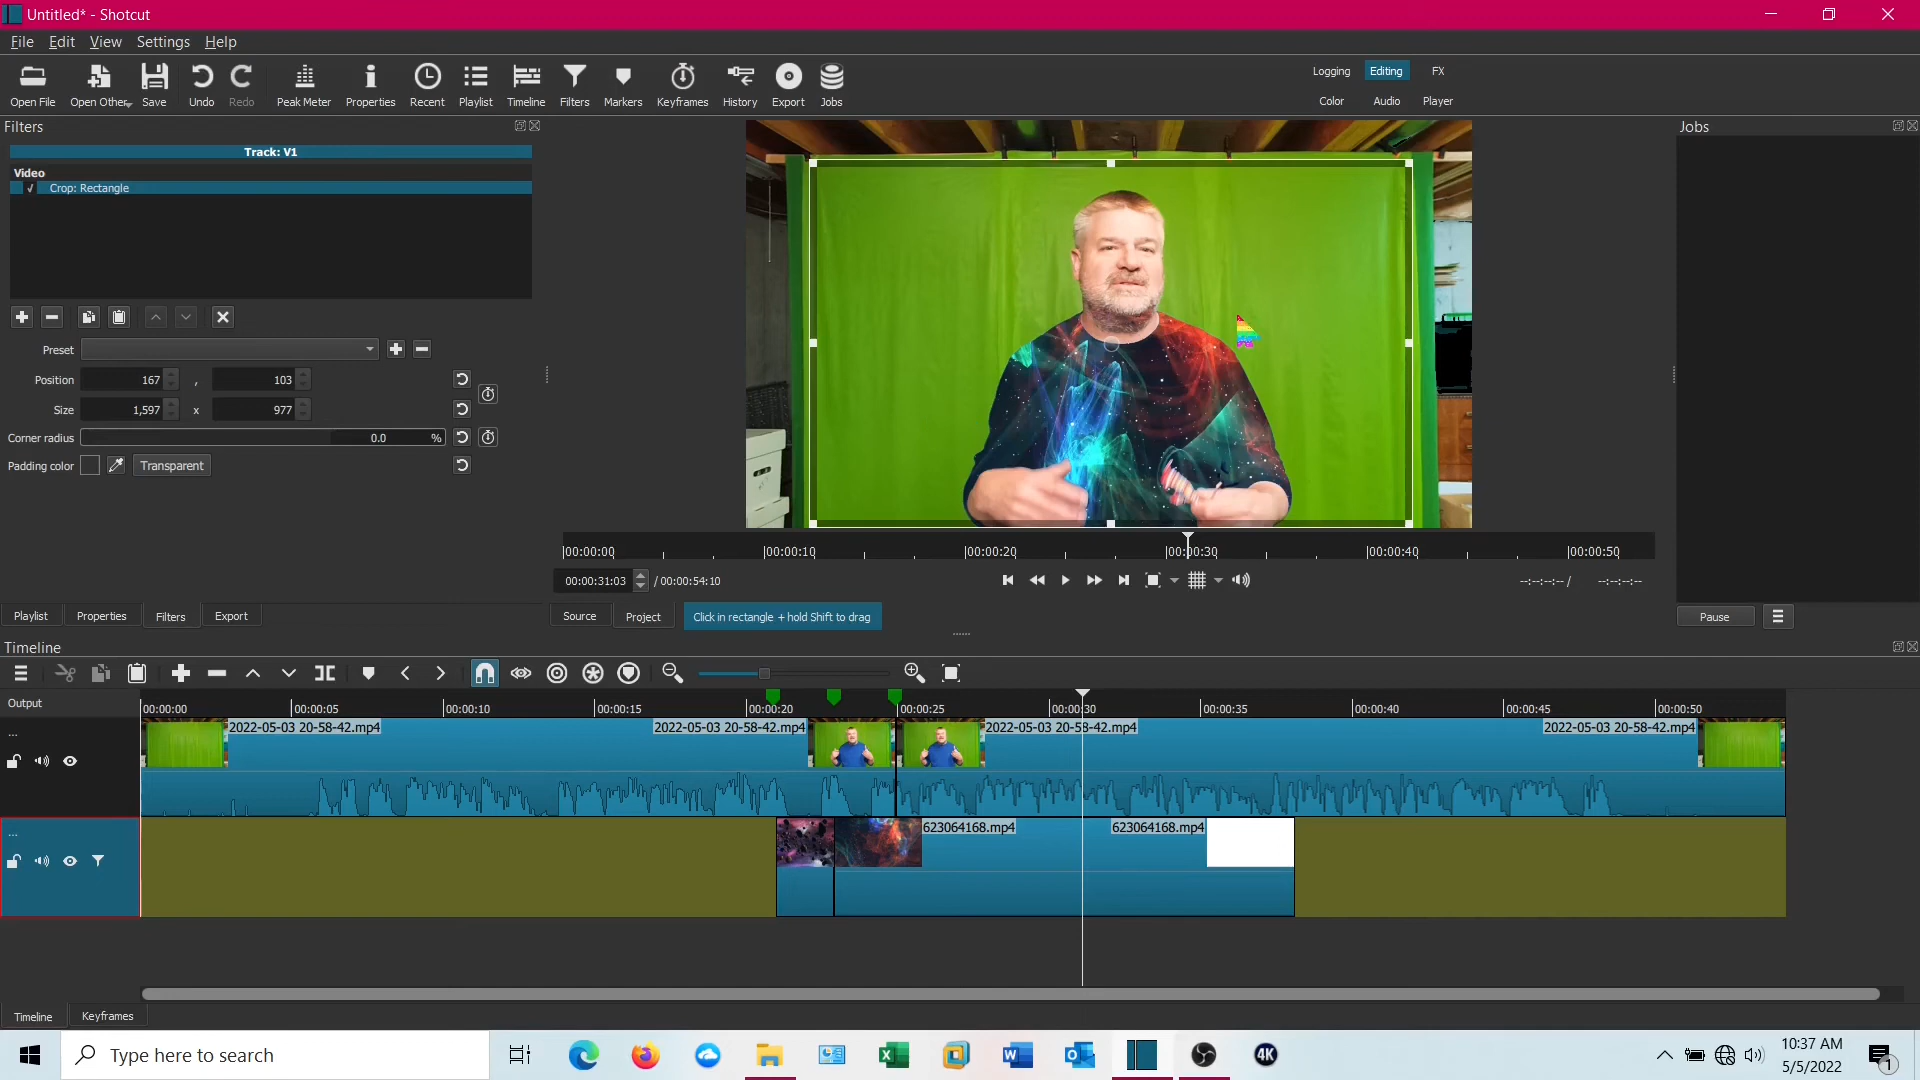 Untitled* - Shotcut
File Edit View Settings Help
Open File Open Other Save Undo Redo Peak Meter Properties Recent Playlist Timeline Filters Markers Keyframes History Export Jobs
Logging Editing FX
Color Audio Player
Filters
Jobs
Track: V1
Video
✓ Crop: Rectangle
Preset
Position 167 , 103
Size 1,597 x 977
Corner radius 0.0 %
Padding color Transparent
00:00:00 00:00:10 00:00:20 00:00:30 00:00:40 00:00:50
00:00:31:03 / 00:00:54:10 --:--:--:-- / --:--:--:--
Playlist Properties Filters Export
Source Project Click in rectangle + hold Shift to drag
Pause
Timeline
Output
00:00:00 00:00:05 00:00:10 00:00:15 00:00:20 00:00:25 00:00:30 00:00:35 00:00:40 00:00:45 00:00:50
... 2022-05-03 20-58-42.mp4 2022-05-03 20-58-42.mp4 2022-05-03 20-58-42.mp4 2022-05-03 20-58-42.mp4
... 623064168.mp4 623064168.mp4
Timeline Keyframes
Type here to search
4K
10:37 AM
5/5/2022
1